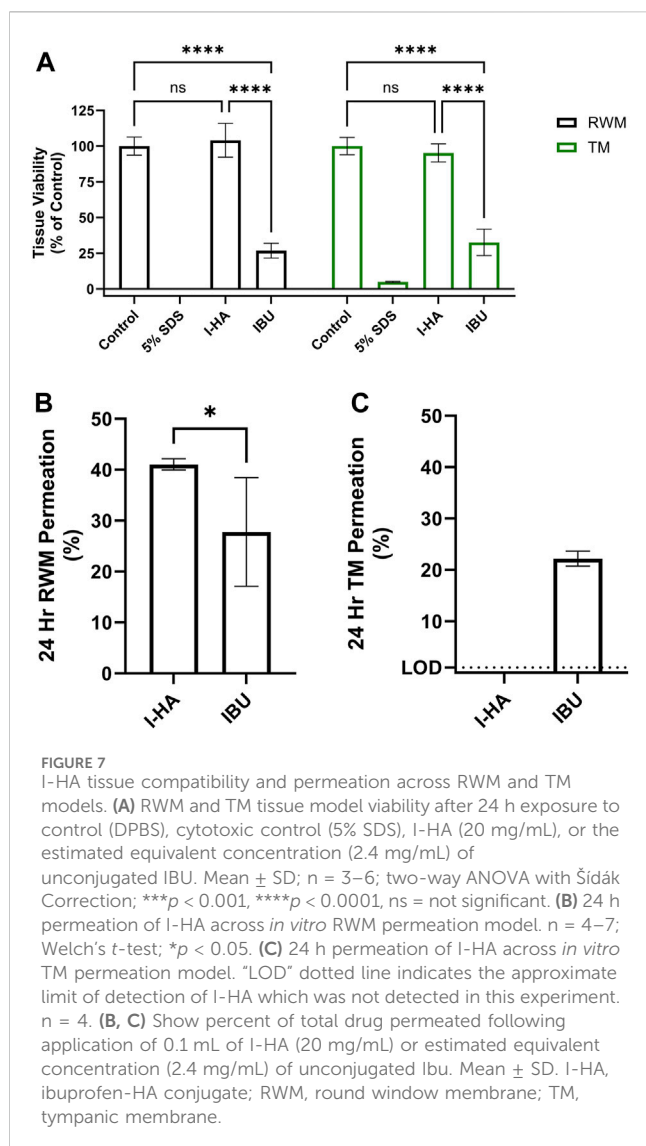 A
****
****
ns
****
ns
****
RWM
TM
Tissue Viability
(% of Control)
125
100
75
50
25
0
Control
5% SDS
I-HA
IBU
Control
5% SDS
I-HA
IBU
B
*
24 Hr RWM Permeation
(%)
50
40
30
20
10
0
I-HA
IBU
C
24 Hr TM Permeation
(%)
50
40
30
20
10
LOD
I-HA
IBU
FIGURE 7
I-HA tissue compatibility and permeation across RWM and TM
models. (A) RWM and TM tissue model viability after 24 h exposure to
control (DPBS), cytotoxic control (5% SDS), I-HA (20 mg/mL), or the
estimated equivalent concentration (2.4 mg/mL) of
unconjugated IBU. Mean ± SD; n = 3–6; two-way ANOVA with Šídák
Correction; ***p < 0.001, ****p < 0.0001, ns = not significant. (B) 24 h
permeation of I-HA across in vitro RWM permeation model. n = 4–7;
Welch's t-test; *p < 0.05. (C) 24 h permeation of I-HA across in vitro
TM permeation model. "LOD" dotted line indicates the approximate
limit of detection of I-HA which was not detected in this experiment.
n = 4. (B, C) Show percent of total drug permeated following
application of 0.1 mL of I-HA (20 mg/mL) or estimated equivalent
concentration (2.4 mg/mL) of unconjugated Ibu. Mean ± SD. I-HA,
ibuprofen-HA conjugate; RWM, round window membrane; TM,
tympanic membrane.